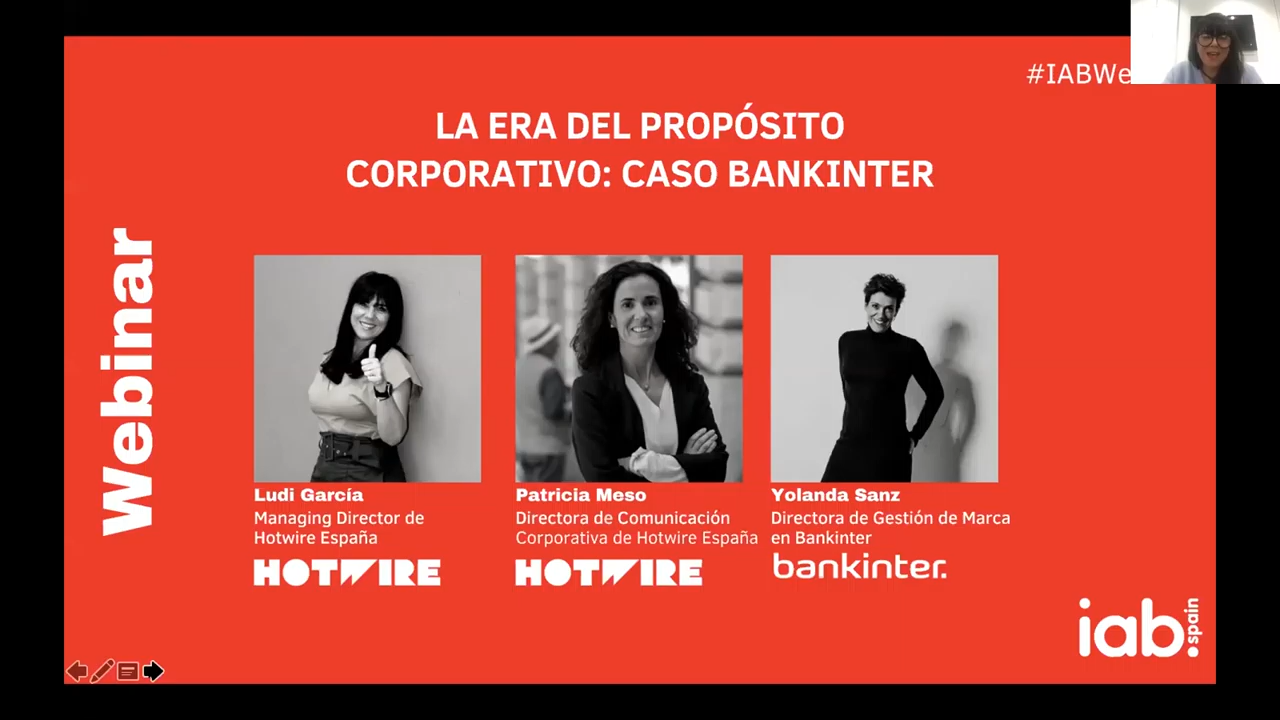 #IABWe
LA ERA DEL PROPÓSITO
CORPORATIVO: CASO BANKINTER
Webinar
Ludi García
Managing Director de
Hotwire España
HOTWIRE
Patricia Meso
Directora de Comunicación
Corporativa de Hotwire España
HOTWIRE
Yolanda Sanz
Directora de Gestión de Marca
en Bankinter
bankinter.
iab.spain